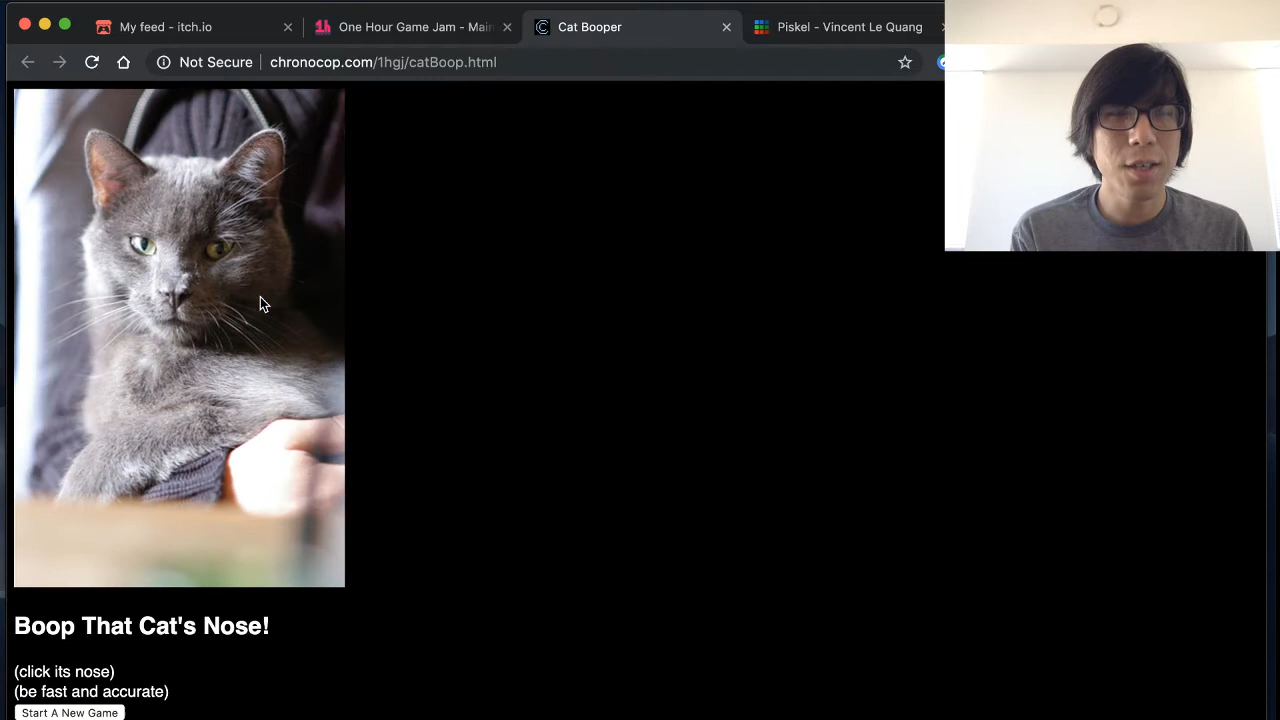 My feed - itch.io
One Hour Game Jam - Main
Cat Booper
Piskel - Vincent Le Quang
Not Secure
chronocop.com/1hgj/catBoop.html
Boop That Cat's Nose!
(click its nose)
(be fast and accurate)
Start A New Game